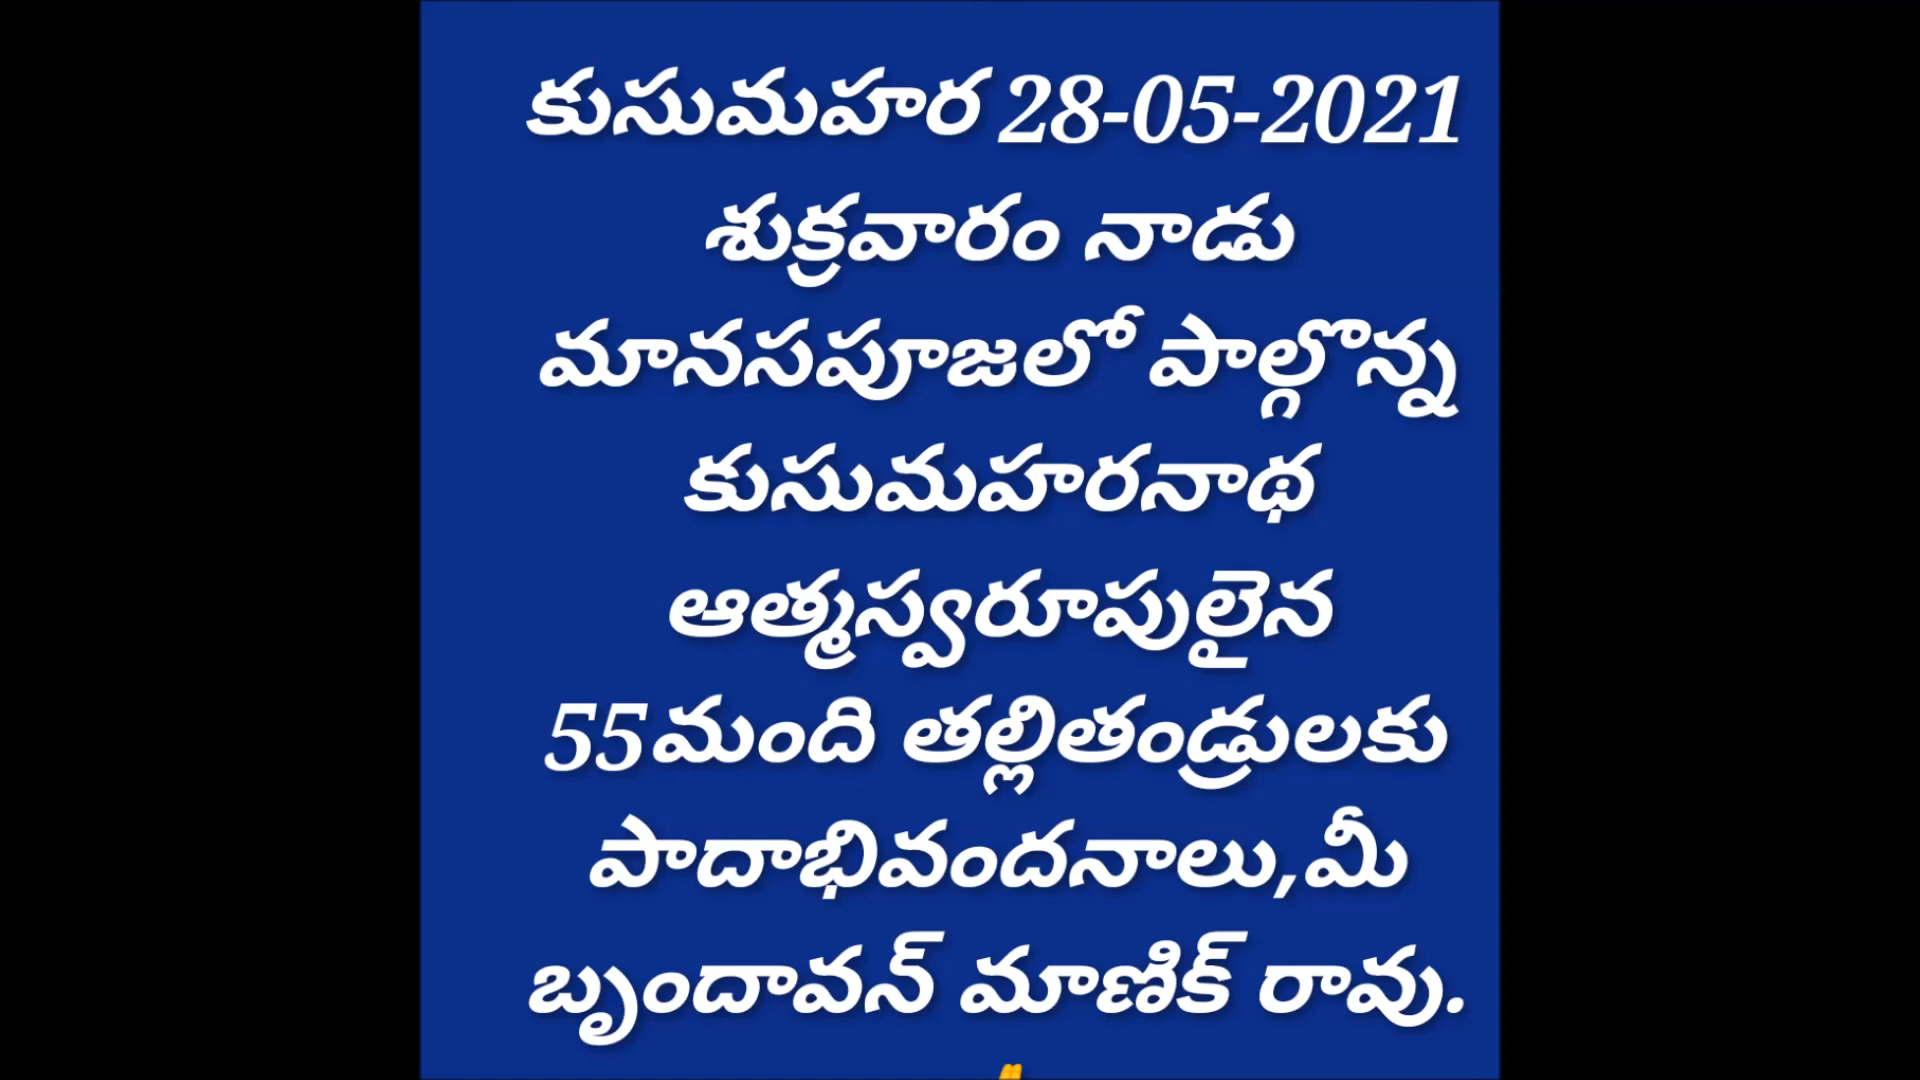 కుసుమహర 28-05-2021
శుక్రవారం నాడు
మానసపూజలో పాల్గొన్న
కుసుమహరనాథ
ఆత్మస్వరూపులైన
55మంది తల్లితండ్రులకు
పాదాభివందనాలు,మీ
బృందావన్ మాణిక్ రావు.